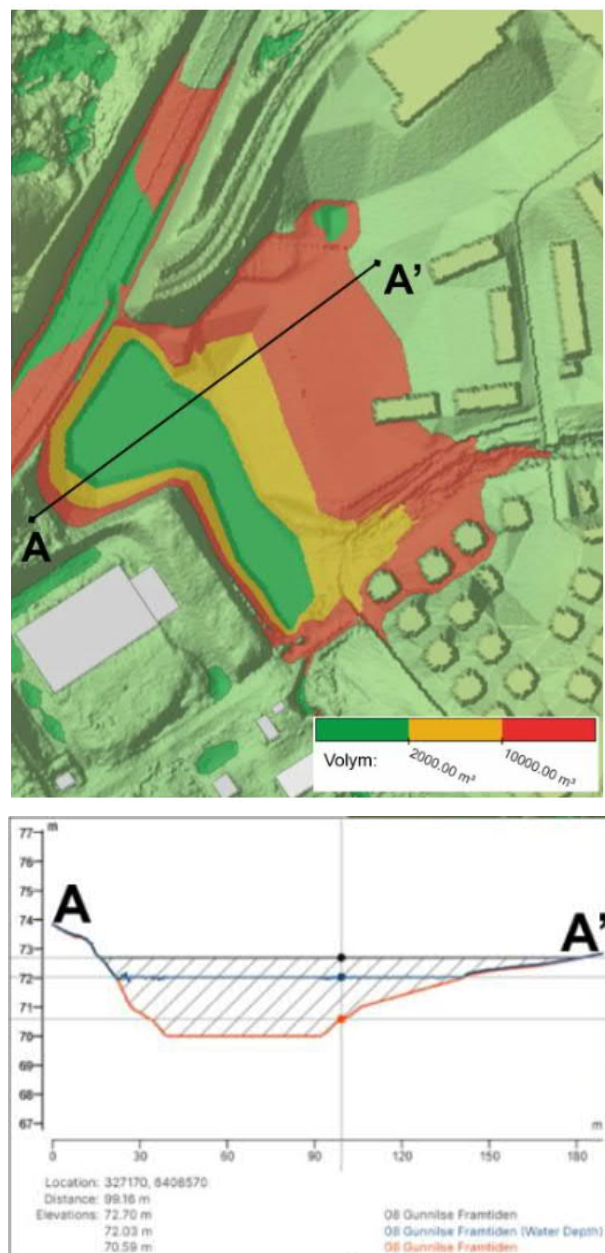 A'
A
Volym:
2000.00 m³
10000.00 m³
m
77
76
75
74
73
72
71
70
69
68
67
A
A'
m
0 30 60 90 120 150 180
Location: 327170, 6408570
Distance: 99.16 m
Elevations: 72.70 m 08 Gunnilse Framtiden
72.03 m 08 Gunnilse Framtiden (Water Depth)
70.59 m 08 Gunnilse Framtiden